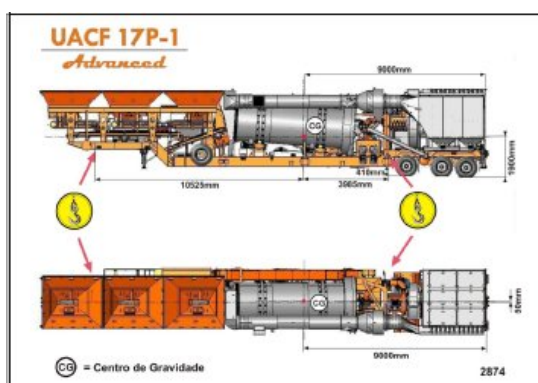 UACF 17P-1
Advanced
9000mm
CG
1900mm
410mm
10525mm
3985mm
CG
50mm
9000mm
CG = Centro de Gravidade
2874